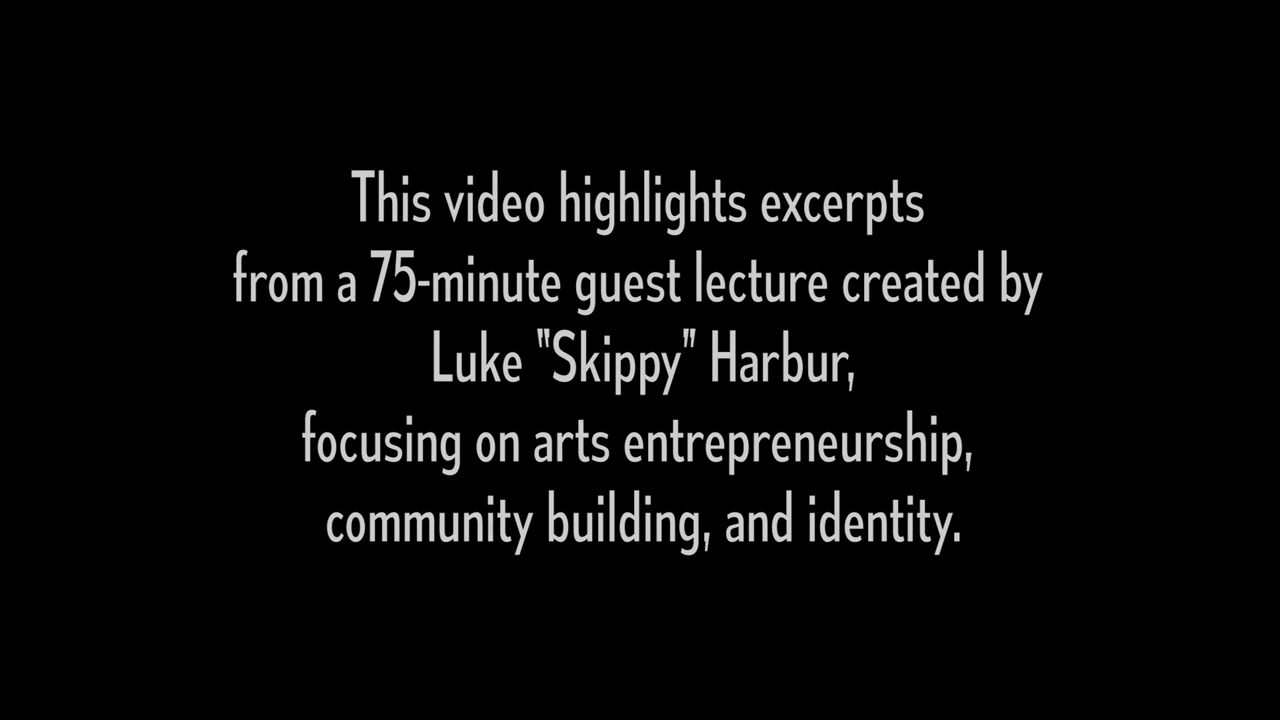 This video highlights excerpts
from a 75-minute guest lecture created by
Luke "Skippy" Harbur,
focusing on arts entrepreneurship,
community building, and identity.